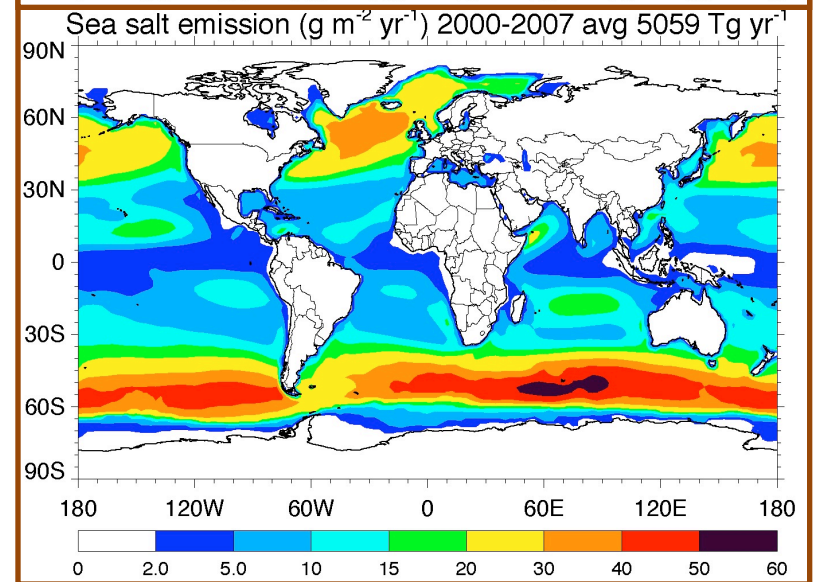 Sea salt emission (g m⁻² yr⁻¹) 2000-2007 avg 5059 Tg yr⁻¹
90N
60N
30N
0
30S
60S
90S
180 120W 60W 0 60E 120E 180
0 2.0 5.0 10 15 20 30 40 50 60